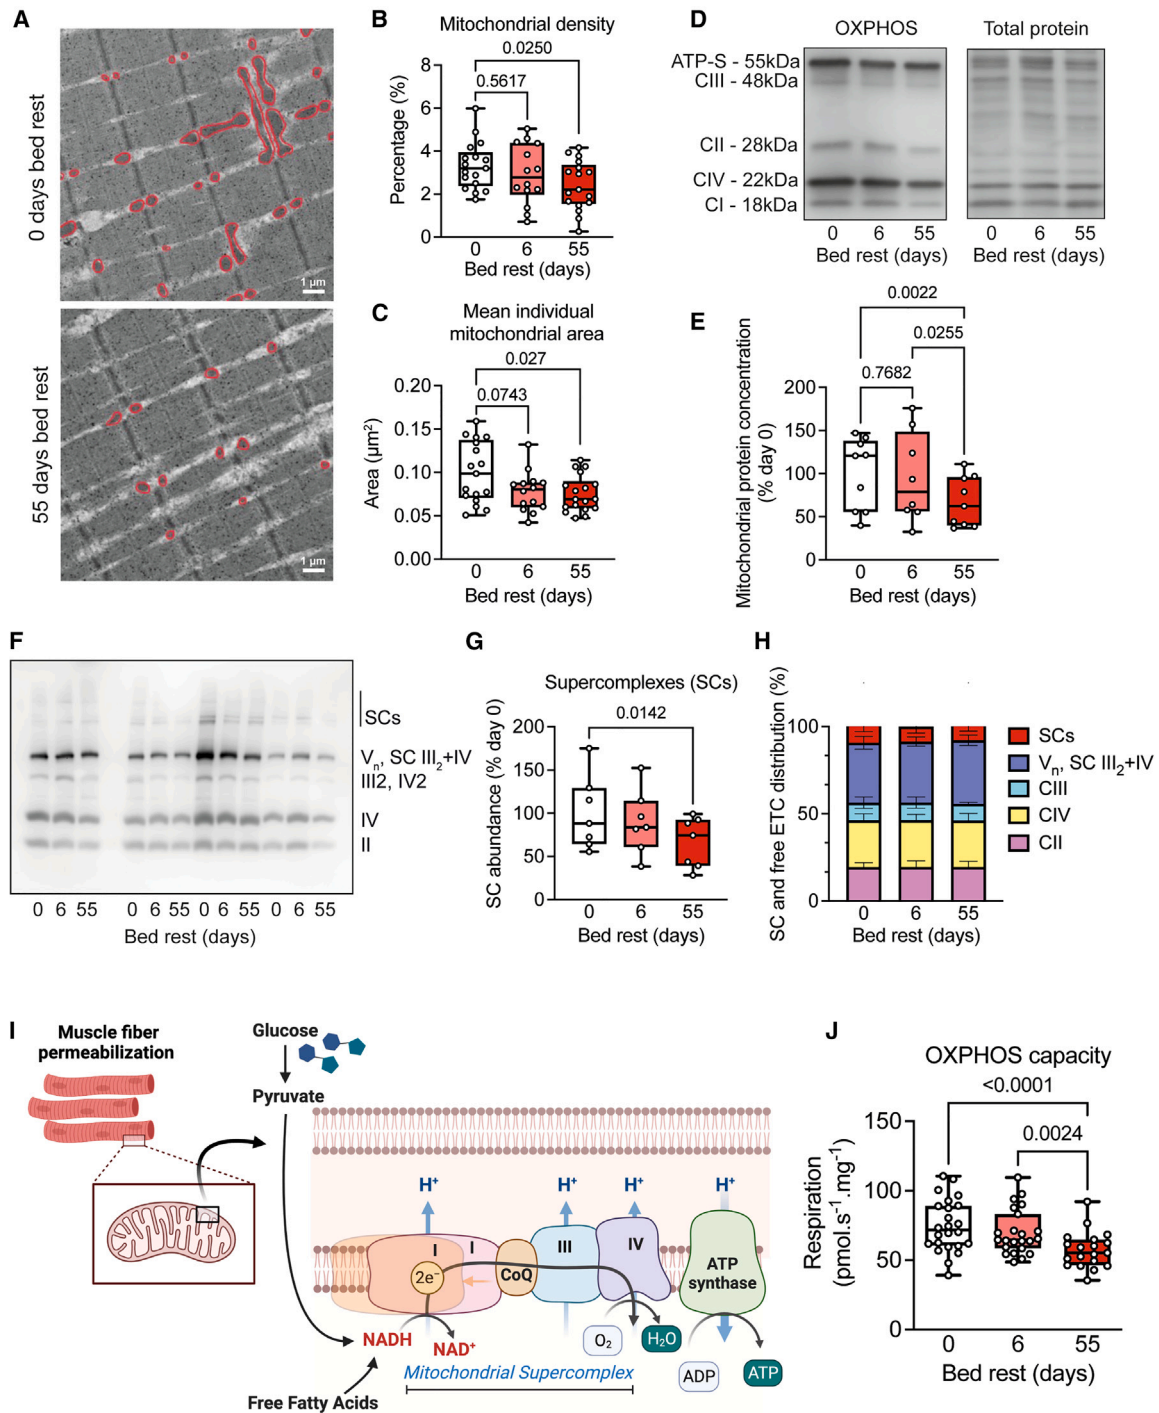 A
0 days bed rest
1 µm
55 days bed rest
1 µm
B
Mitochondrial density
0.0250
0.5617
Percentage (%)
8
6
4
2
0
0 6 55
Bed rest (days)
C
Mean individual
mitochondrial area
0.027
0.0743
Area (µm²)
0.20
0.15
0.10
0.05
0.00
0 6 55
Bed rest (days)
D
OXPHOS
Total protein
ATP-S - 55kDa
CIII - 48kDa
CII - 28kDa
CIV - 22kDa
CI - 18kDa
0 6 55
Bed rest (days)
0 6 55
Bed rest (days)
E
0.0022
0.0255
0.7682
Mitochondrial protein concentration
(% day 0)
200
150
100
50
0
0 6 55
Bed rest (days)
F
SCs
Vₙ, SC III₂+IV
III2, IV2
IV
II
0 6 55 0 6 55 0 6 55 0 6 55
Bed rest (days)
G
Supercomplexes (SCs)
0.0142
SC abundance (% day 0)
200
150
100
50
0
0 6 55
Bed rest (days)
H
SC and free ETC distribution (%)
100
50
0
0 6 55
Bed rest (days)
SCs
Vₙ, SC III₂+IV
CIII
CIV
CII
I
Muscle fiber
permeabilization
Glucose
Pyruvate
H⁺ H⁺ H⁺ H⁺
I I III IV
2e⁻
CoQ
ATP
synthase
NADH
NAD⁺
O₂
H₂O
ADP
ATP
Mitochondrial Supercomplex
Free Fatty Acids
J
OXPHOS capacity
<0.0001
0.0024
Respiration
(pmol.s⁻¹.mg⁻¹)
150
100
50
0
0 6 55
Bed rest (days)